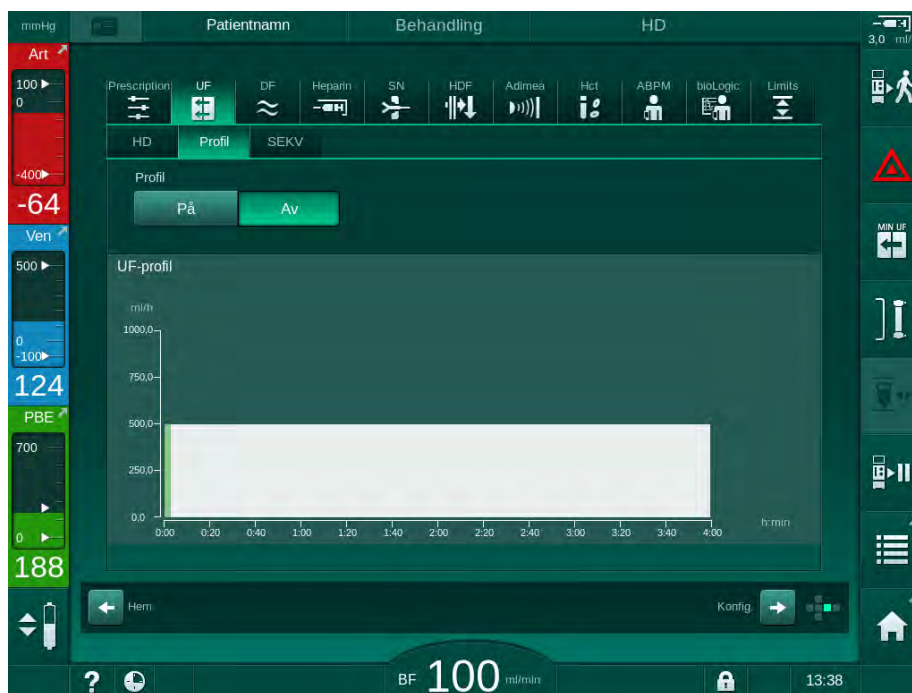 mmHg Patientnamn Behandling HD
3,0 ml/
Art
100
0
-400
-64
Ven
500
0
-100
124
PBE
700
0
188
Prescription UF DF Heparin SN HDF Adimea Hct ABPM bioLogic Limits
HD Profil SEKV
Profil
På Av
UF-profil
ml/h
1000,0
750,0
500,0
250,0
0,0
0:00 0:20 0:40 1:00 1:20 1:40 2:00 2:20 2:40 3:00 3:20 3:40 4:00
h:min
Hem Konfig.
MIN UF
? BF 100 ml/min 13:38